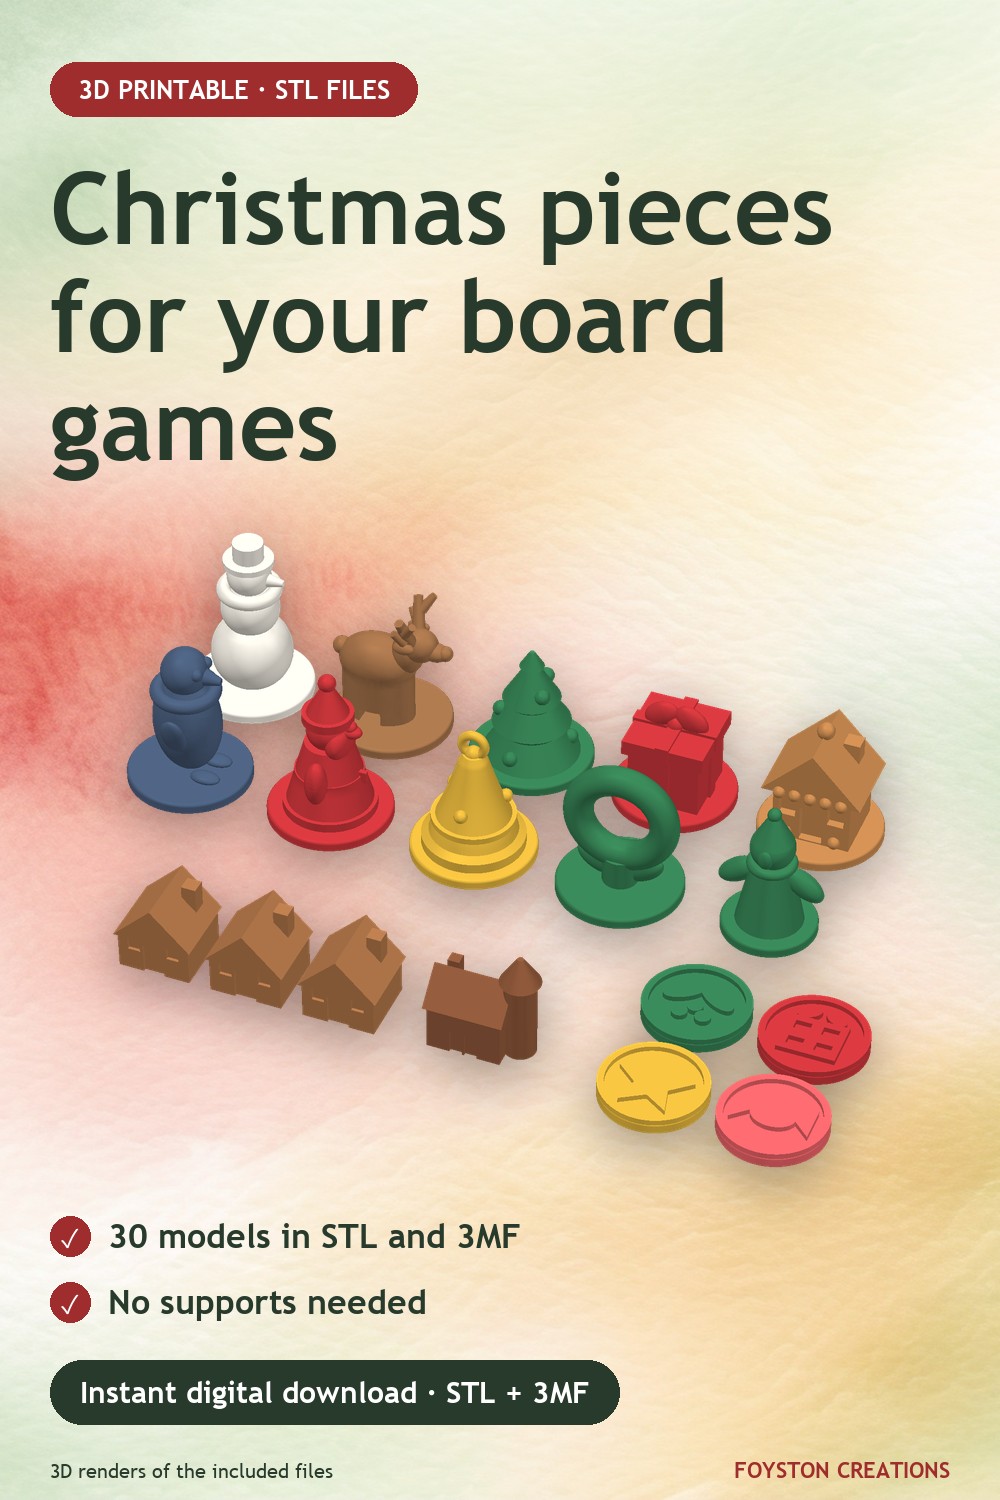 3D PRINTABLE · STL FILES
Christmas pieces
for your board
games
30 models in STL and 3MF
No supports needed
Instant digital download · STL + 3MF
3D renders of the included files
FOYSTON CREATIONS